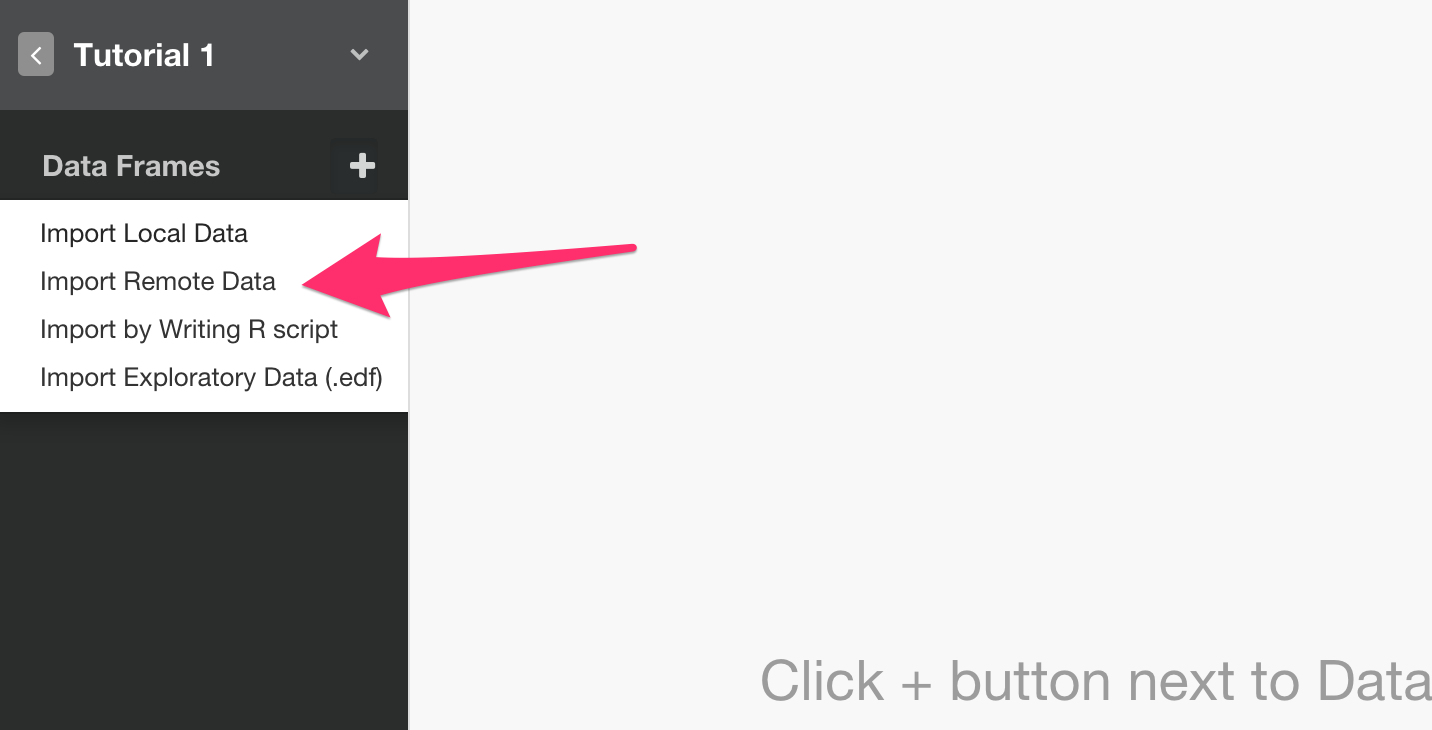 Tutorial 1
Data Frames
Import Local Data
Import Remote Data
Import by Writing R script
Import Exploratory Data (.edf)
Click + button next to Data